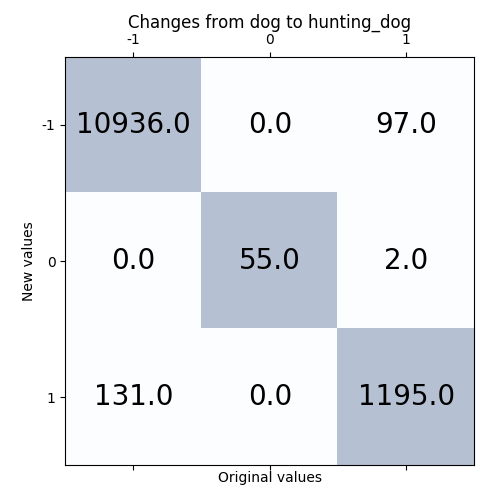 Changes from dog to hunting_dog
-1 0 1
-1 10936.0 0.0 97.0
New values
0 0.0 55.0 2.0
1 131.0 0.0 1195.0
Original values